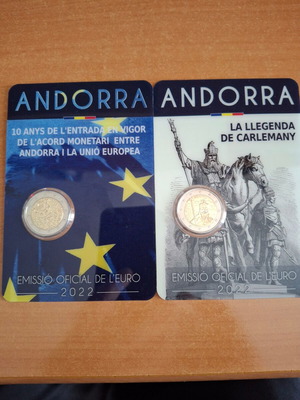 ANDORRA
10 ANYS DE L'ENTRADA EN VIGOR
DE L'ACORD MONETARI ENTRE
ANDORRA I LA UNIÓ EUROPEA
EMISSIÓ OFICIAL DE L'EURO
2022
ANDORRA
LA LLEGENDA
DE CARLEMANY
EMISSIÓ OFICIAL DE L'EURO
2022